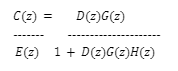 C(z) = D(z)G(z)
------- --------------------
E(z) 1 + D(z)G(z)H(z)